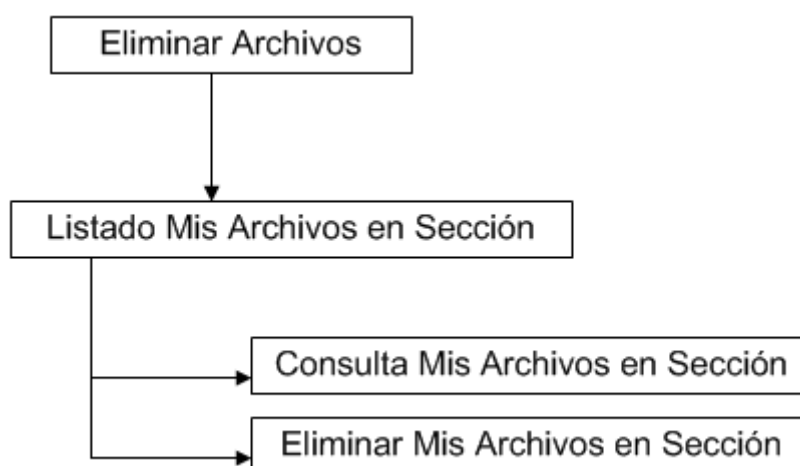 Eliminar Archivos
Listado Mis Archivos en Sección
Consulta Mis Archivos en Sección
Eliminar Mis Archivos en Sección